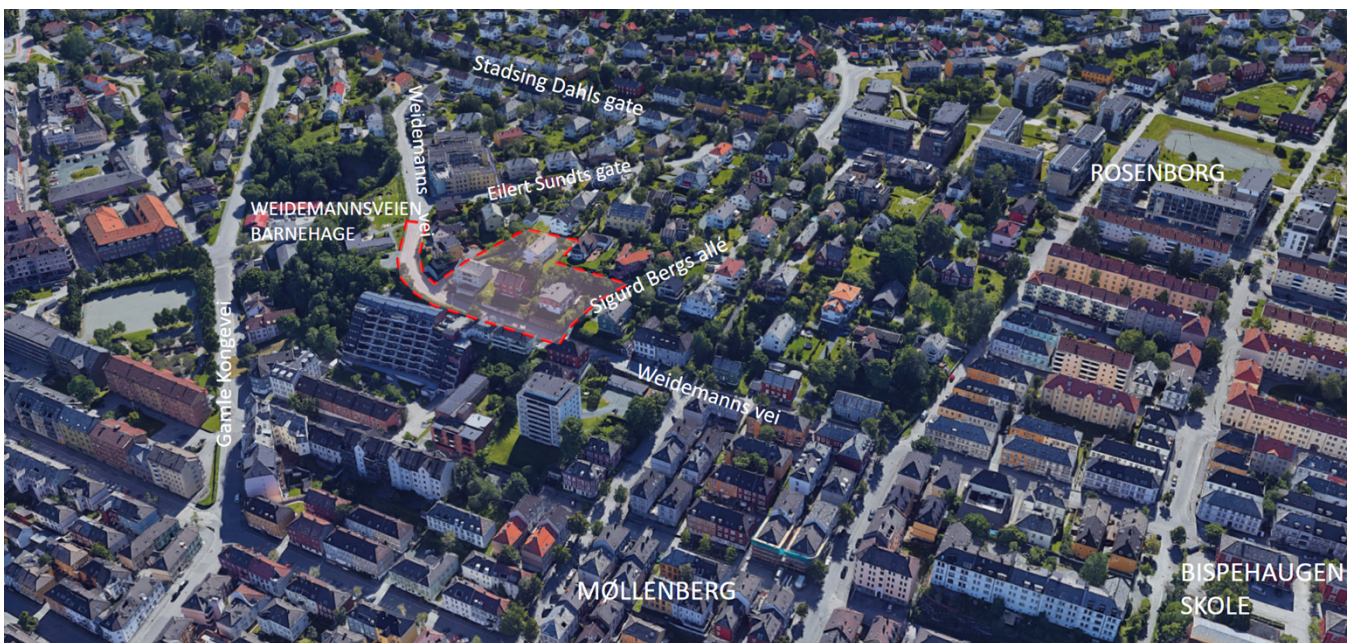 Stadsing Dahls gate
Weidemanns vei
Eilert Sundts gate
ROSENBORG
WEIDEMANNSVEIEN
BARNEHAGE
Sigurd Bergs allé
Gamle Kongevei
Weidemanns vei
MØLLENBERG
BISPEHAUGEN
SKOLE